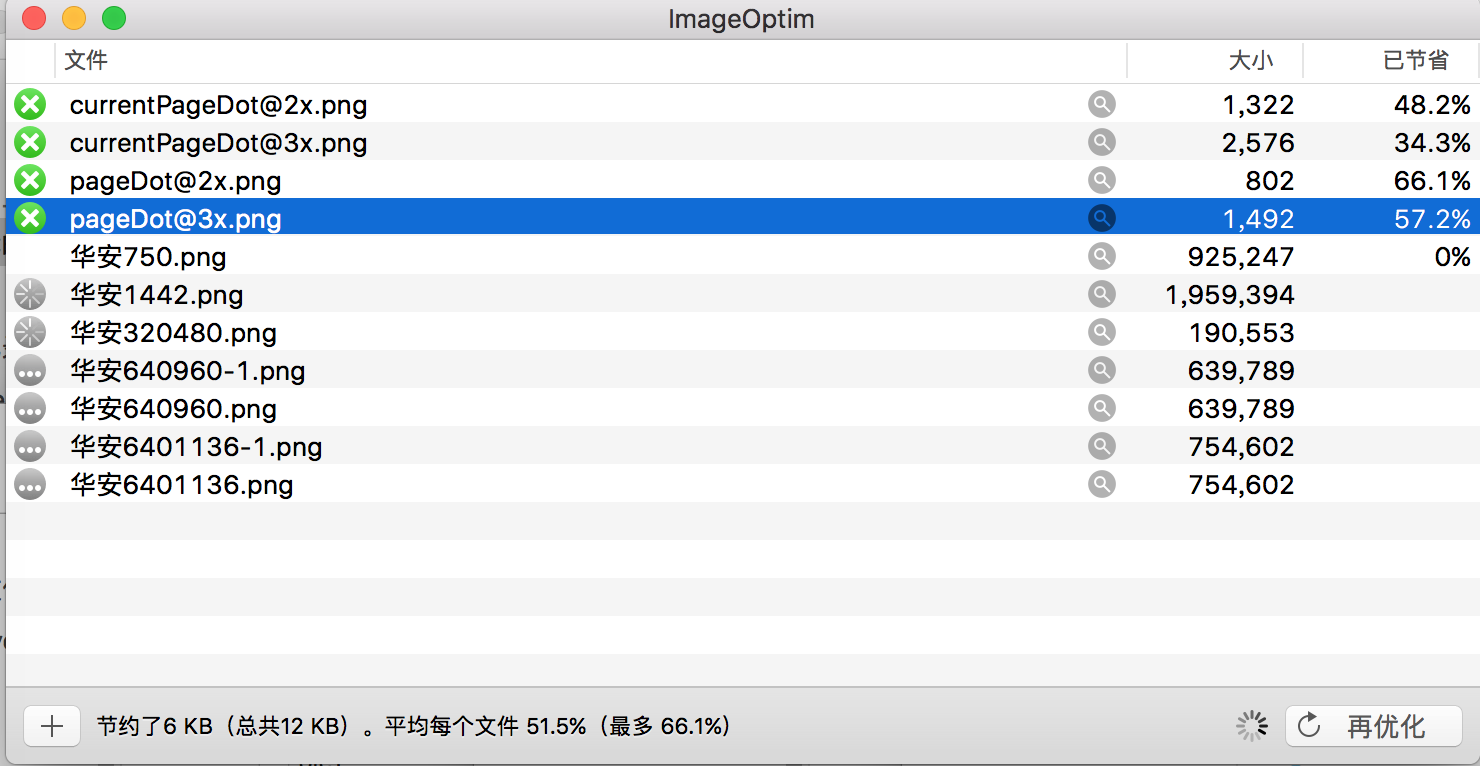 ImageOptim
文件 大小 已节省
currentPageDot@2x.png 1,322 48.2%
currentPageDot@3x.png 2,576 34.3%
pageDot@2x.png 802 66.1%
pageDot@3x.png 1,492 57.2%
华安750.png 925,247 0%
华安1442.png 1,959,394
华安320480.png 190,553
华安640960-1.png 639,789
华安640960.png 639,789
华安6401136-1.png 754,602
华安6401136.png 754,602
节约了6 KB（总共12 KB）。平均每个文件 51.5%（最多 66.1%） 再优化